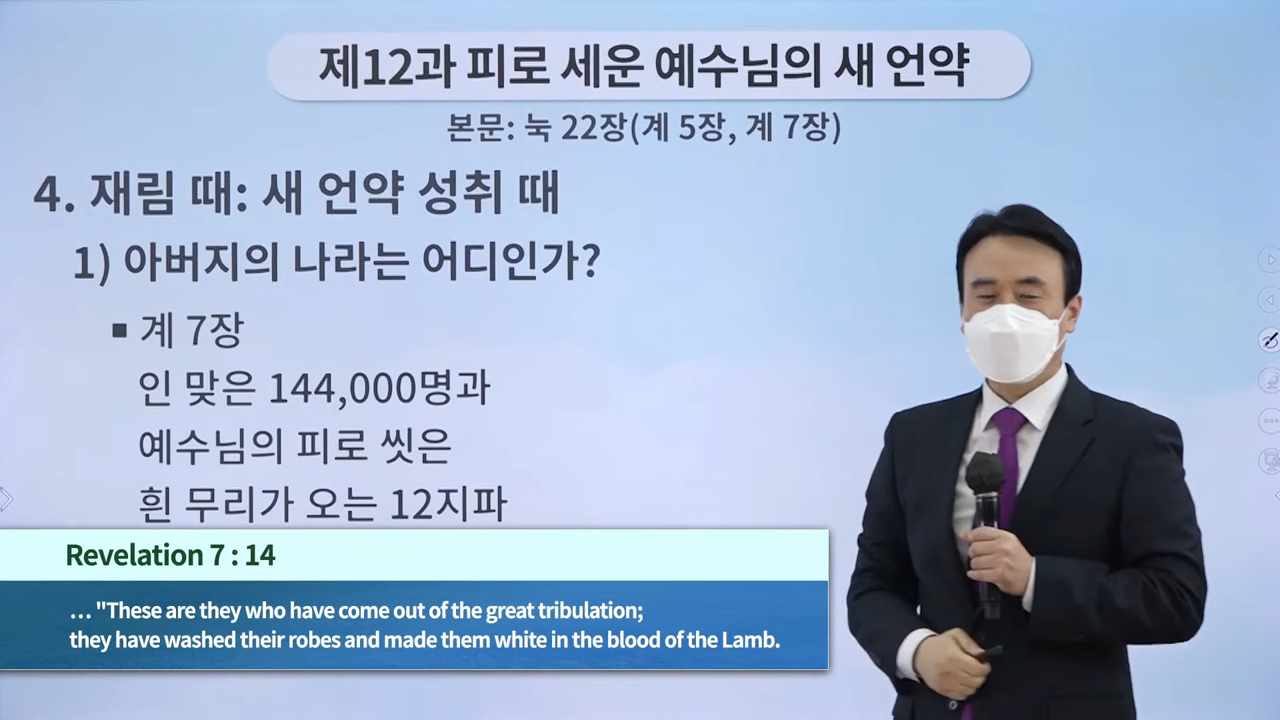 제12과 피로 세운 예수님의 새 언약
본문: 눅 22장(계 5장, 계 7장)
4. 재림 때: 새 언약 성취 때
1) 아버지의 나라는 어디인가?
▪ 계 7장
인 맞은 144,000명과
예수님의 피로 씻은
흰 무리가 오는 12지파
Revelation 7 : 14
… "These are they who have come out of the great tribulation;
they have washed their robes and made them white in the blood of the Lamb.